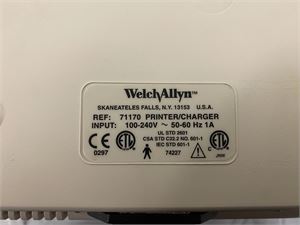 WelchAllyn
SKANEATELES FALLS, N.Y. 13153 U.S.A.
REF: 71170 PRINTER/CHARGER
INPUT: 100-240V ~ 50-60 Hz 1A
UL STD 2601
CSA STD C22.2 NO. 601-1
IEC STD 601-1
0297
74227